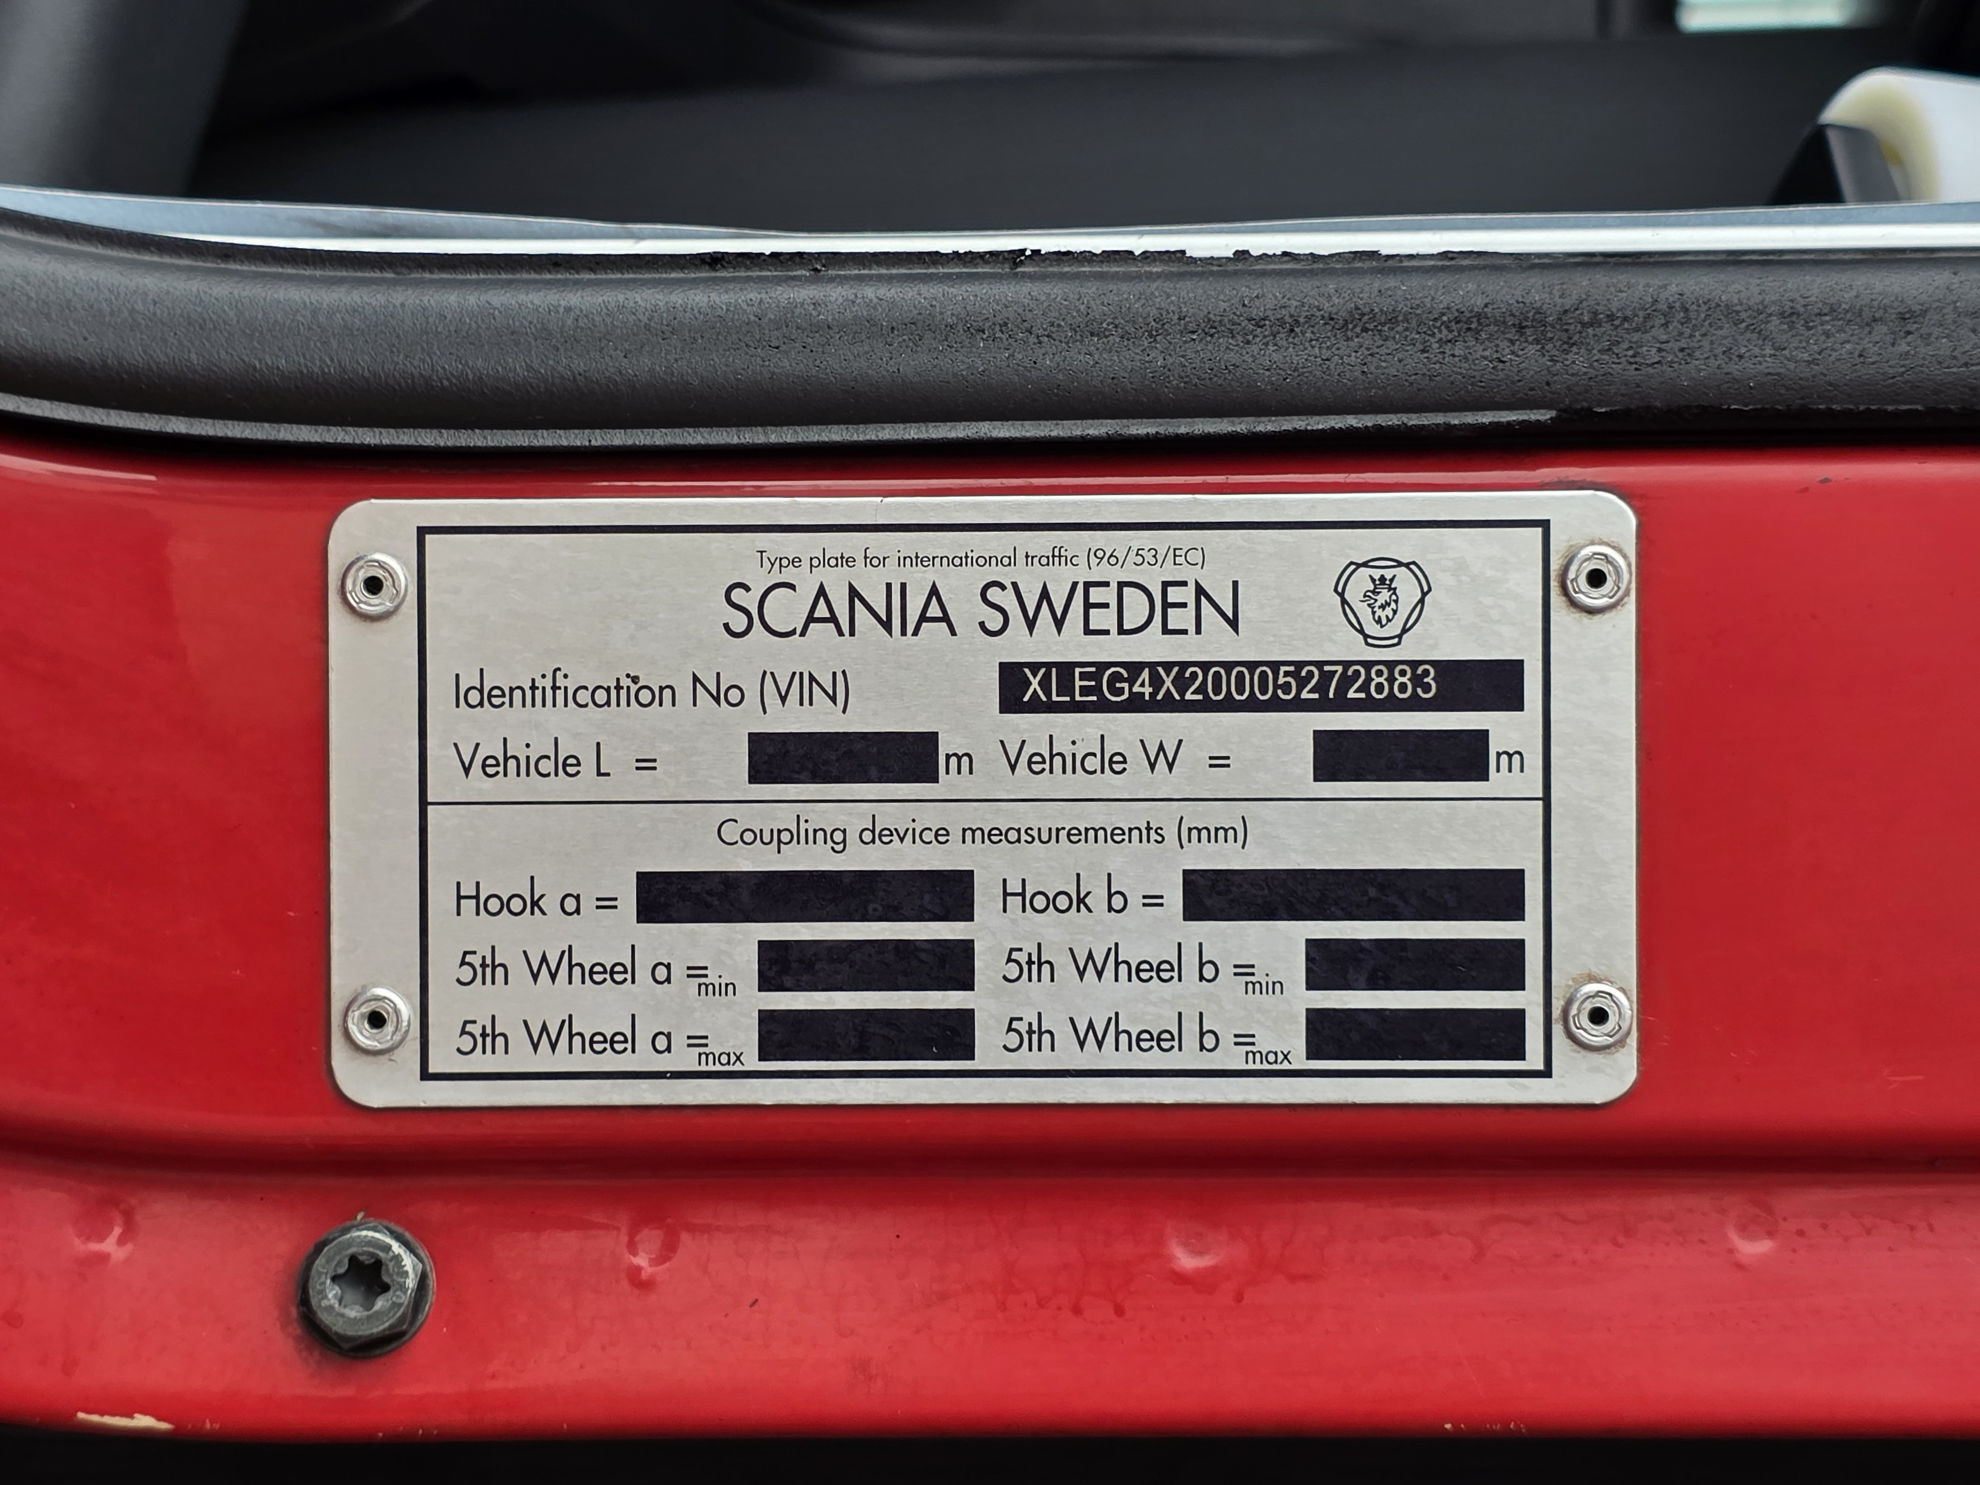 Type plate for international traffic (96/53/EC)
SCANIA SWEDEN
Identification No (VIN) XLEG4X20005272883
Vehicle L = m Vehicle W = m
Coupling device measurements (mm)
Hook a = Hook b =
5th Wheel a =min 5th Wheel b =min
5th Wheel a =max 5th Wheel b =max